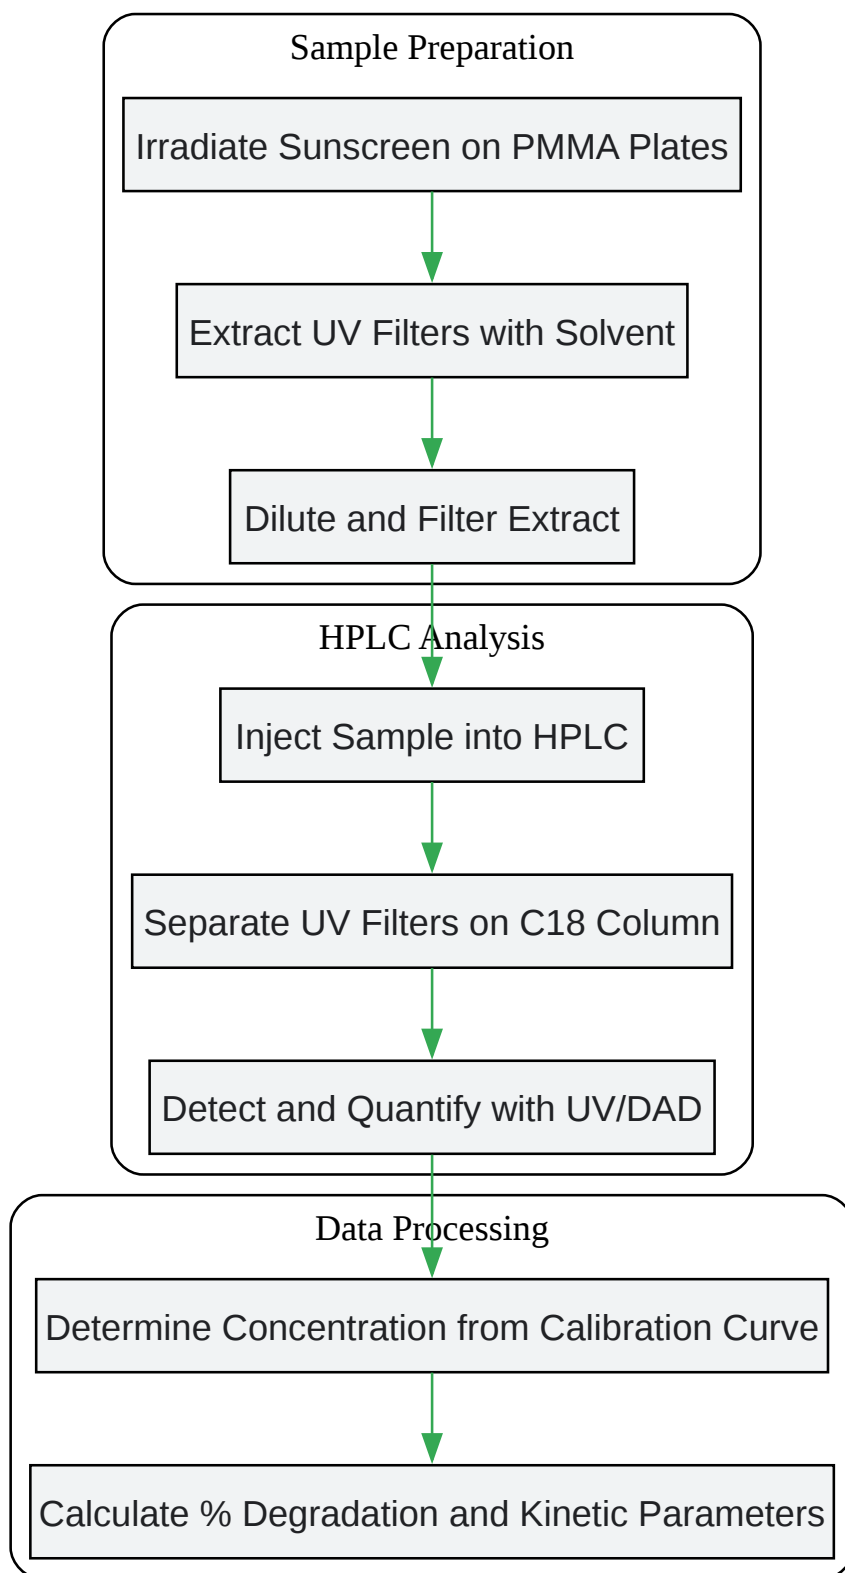 Sample Preparation
Irradiate Sunscreen on PMMA Plates
Extract UV Filters with Solvent
Dilute and Filter Extract
HPLC Analysis
Inject Sample into HPLC
Separate UV Filters on C18 Column
Detect and Quantify with UV/DAD
Data Processing
Determine Concentration from Calibration Curve
Calculate % Degradation and Kinetic Parameters